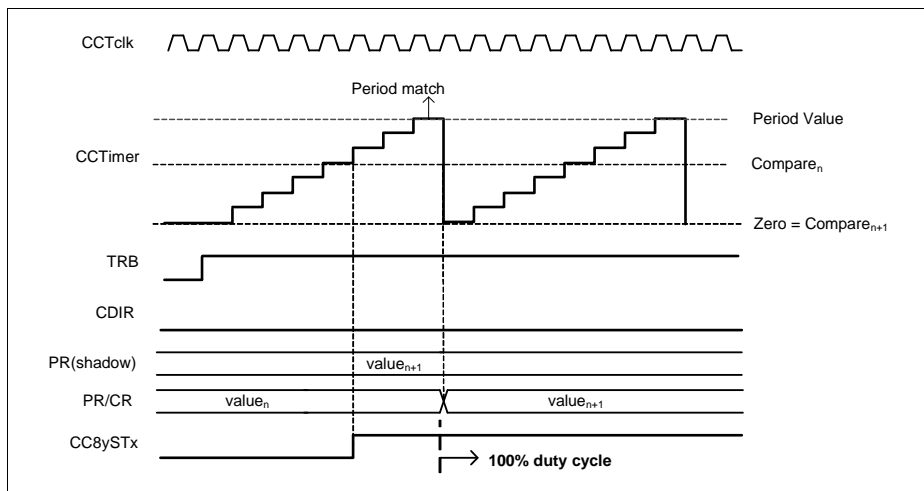 CCTclk
Period match
Period Value
CCTimer
Compareₙ
Zero = Compareₙ₊₁
TRB
CDIR
PR(shadow)
valueₙ₊₁
PR/CR
valueₙ
valueₙ₊₁
CC8ySTx
100% duty cycle